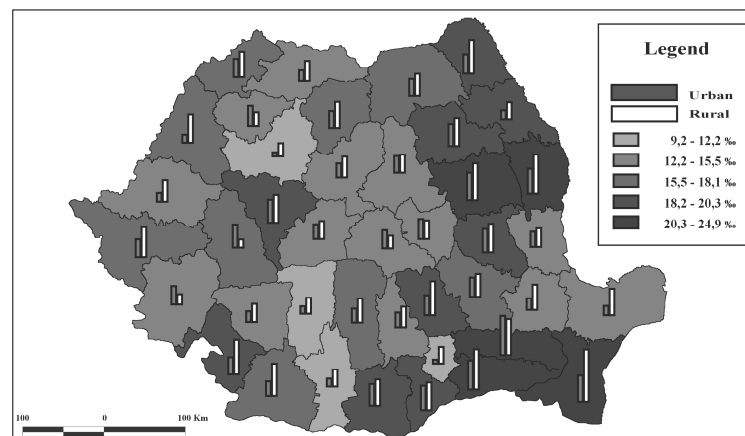 Legend
Urban
Rural
9,2 - 12,2 ‰
12,2 - 15,5 ‰
15,5 - 18,1 ‰
18,2 - 20,3 ‰
20,3 - 24,9 ‰
100 0 100 Km